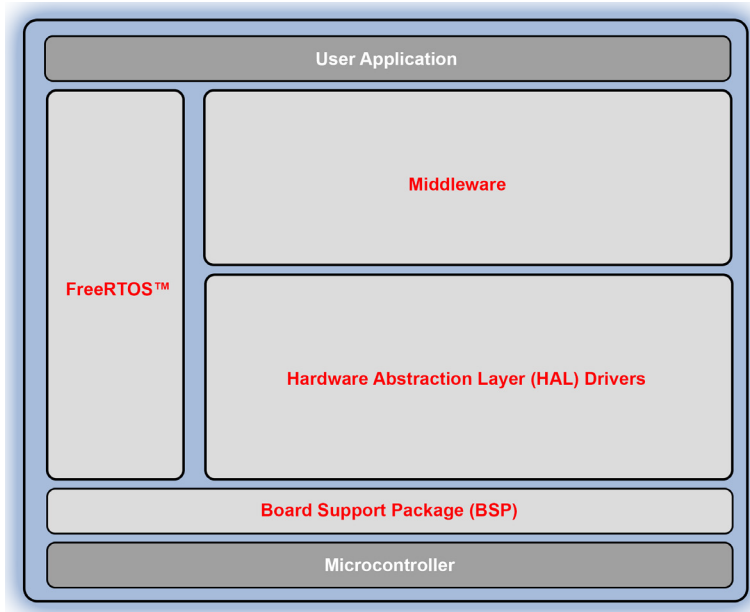 User Application
Middleware
FreeRTOS™
Hardware Abstraction Layer (HAL) Drivers
Board Support Package (BSP)
Microcontroller